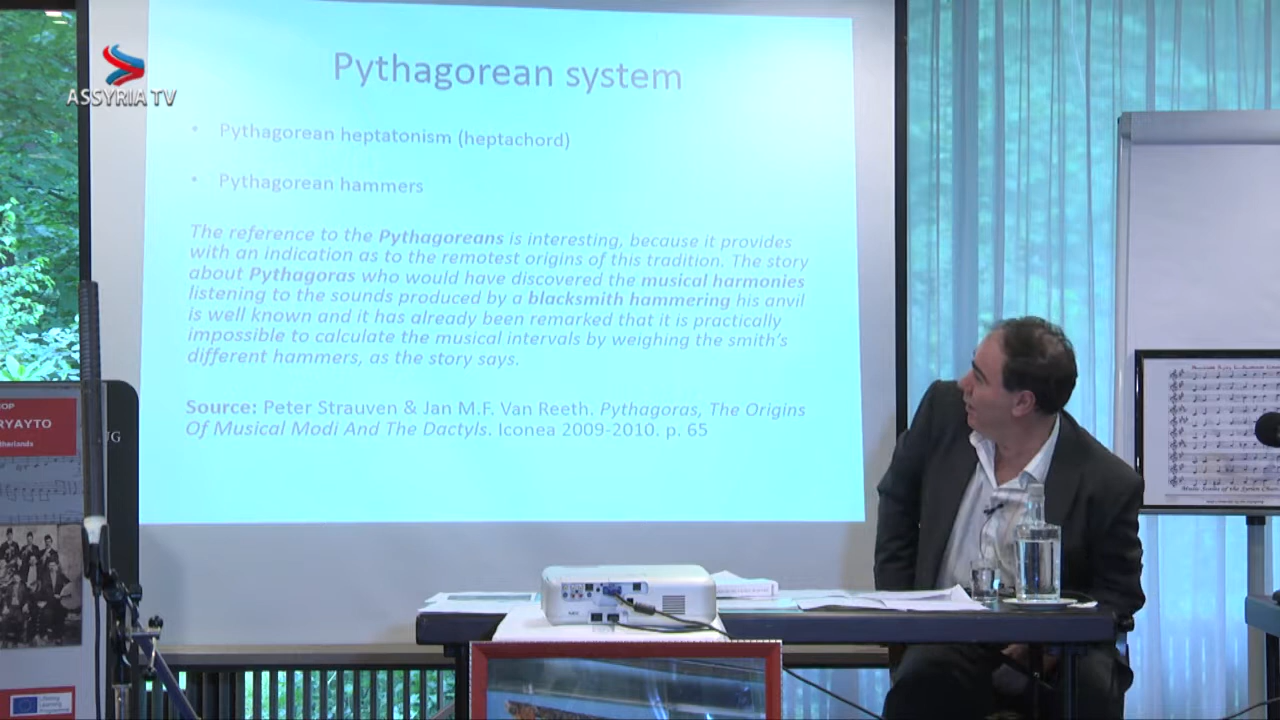 ASSYRIA TV
Pythagorean system
• Pythagorean heptatonism (heptachord)
• Pythagorean hammers
The reference to the Pythagoreans is interesting, because it provides
with an indication as to the remotest origins of this tradition. The story
about Pythagoras who would have discovered the musical harmonies
listening to the sounds produced by a blacksmith hammering his anvil
is well known and it has already been remarked that it is practically
impossible to calculate the musical intervals by weighing the smith's
different hammers, as the story says.
Source: Peter Strauven & Jan M.F. Van Reeth. Pythagoras, The Origins
Of Musical Modi And The Dactyls. Iconea 2009-2010. p. 65